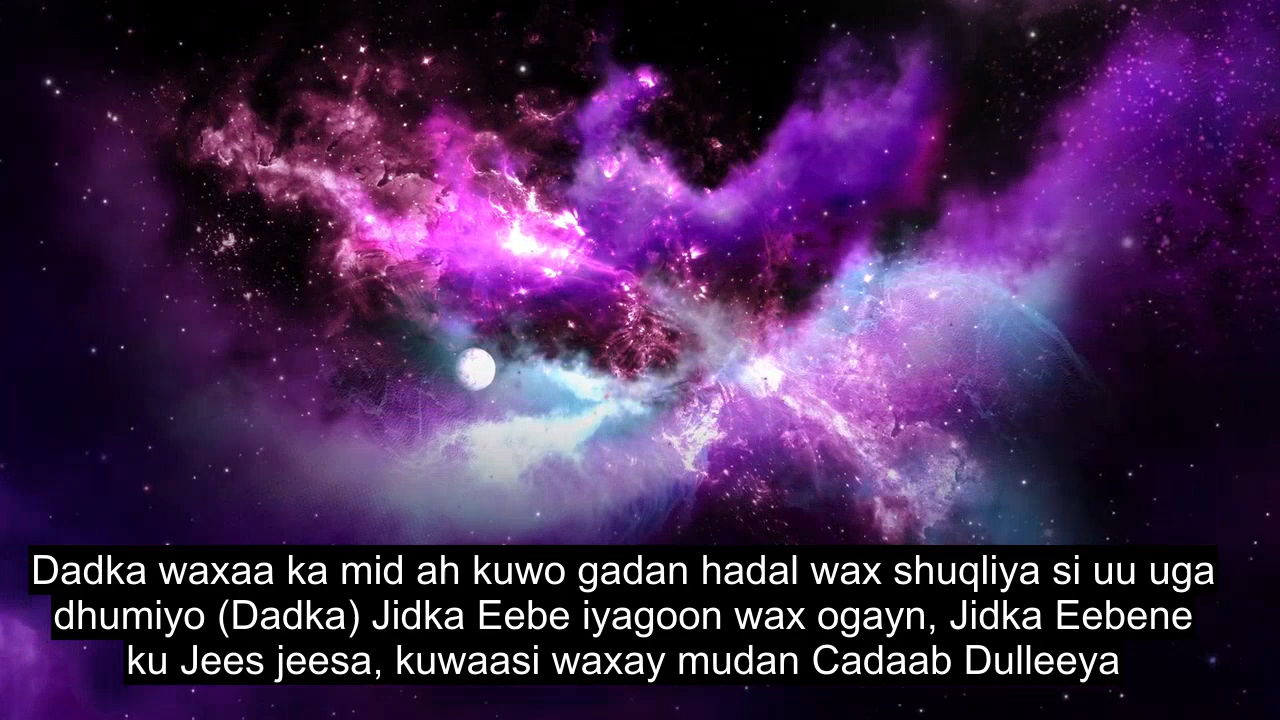 Dadka waxaa ka mid ah kuwo gadan hadal wax shuqliya si uu uga
dhumiyo (Dadka) Jidka Eebe iyagoon wax ogayn, Jidka Eebene
ku Jees jeesa, kuwaasi waxay mudan Cadaab Dulleeya